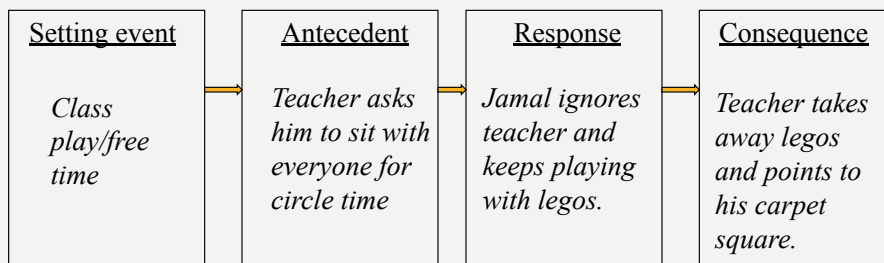 Setting event
Class
play/free
time
Antecedent
Teacher asks
him to sit with
everyone for
circle time
Response
Jamal ignores
teacher and
keeps playing
with legos.
Consequence
Teacher takes
away legos
and points to
his carpet
square.